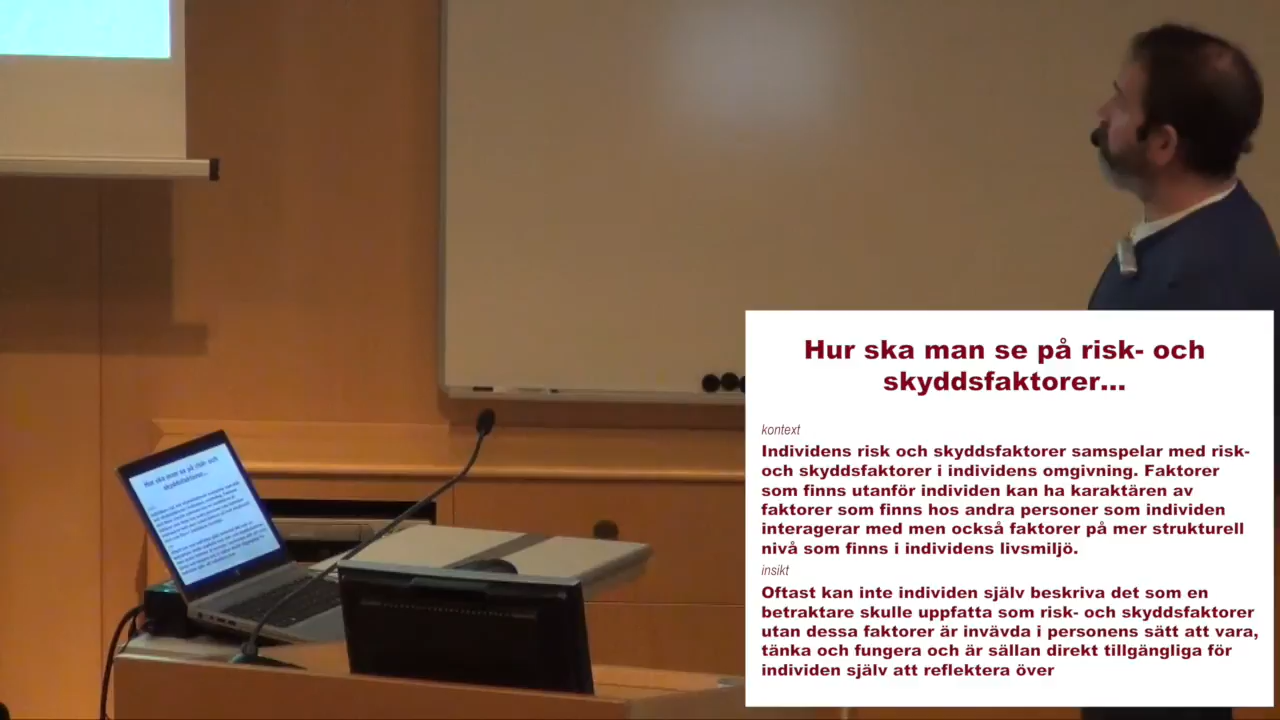 Hur ska man se på risk- och
skyddsfaktorer...
kontext
Individens risk och skyddsfaktorer samspelar med risk-
och skyddsfaktorer i individens omgivning. Faktorer
som finns utanför individen kan ha karaktären av
faktorer som finns hos andra personer som individen
interagerar med men också faktorer på mer strukturell
nivå som finns i individens livsmiljö.
insikt
Oftast kan inte individen själv beskriva det som en
betraktare skulle uppfatta som risk- och skyddsfaktorer
utan dessa faktorer är invävda i personens sätt att vara,
tänka och fungera och är sällan direkt tillgängliga för
individen själv att reflektera över
Hur ska man se på risk- och
skyddsfaktorer...